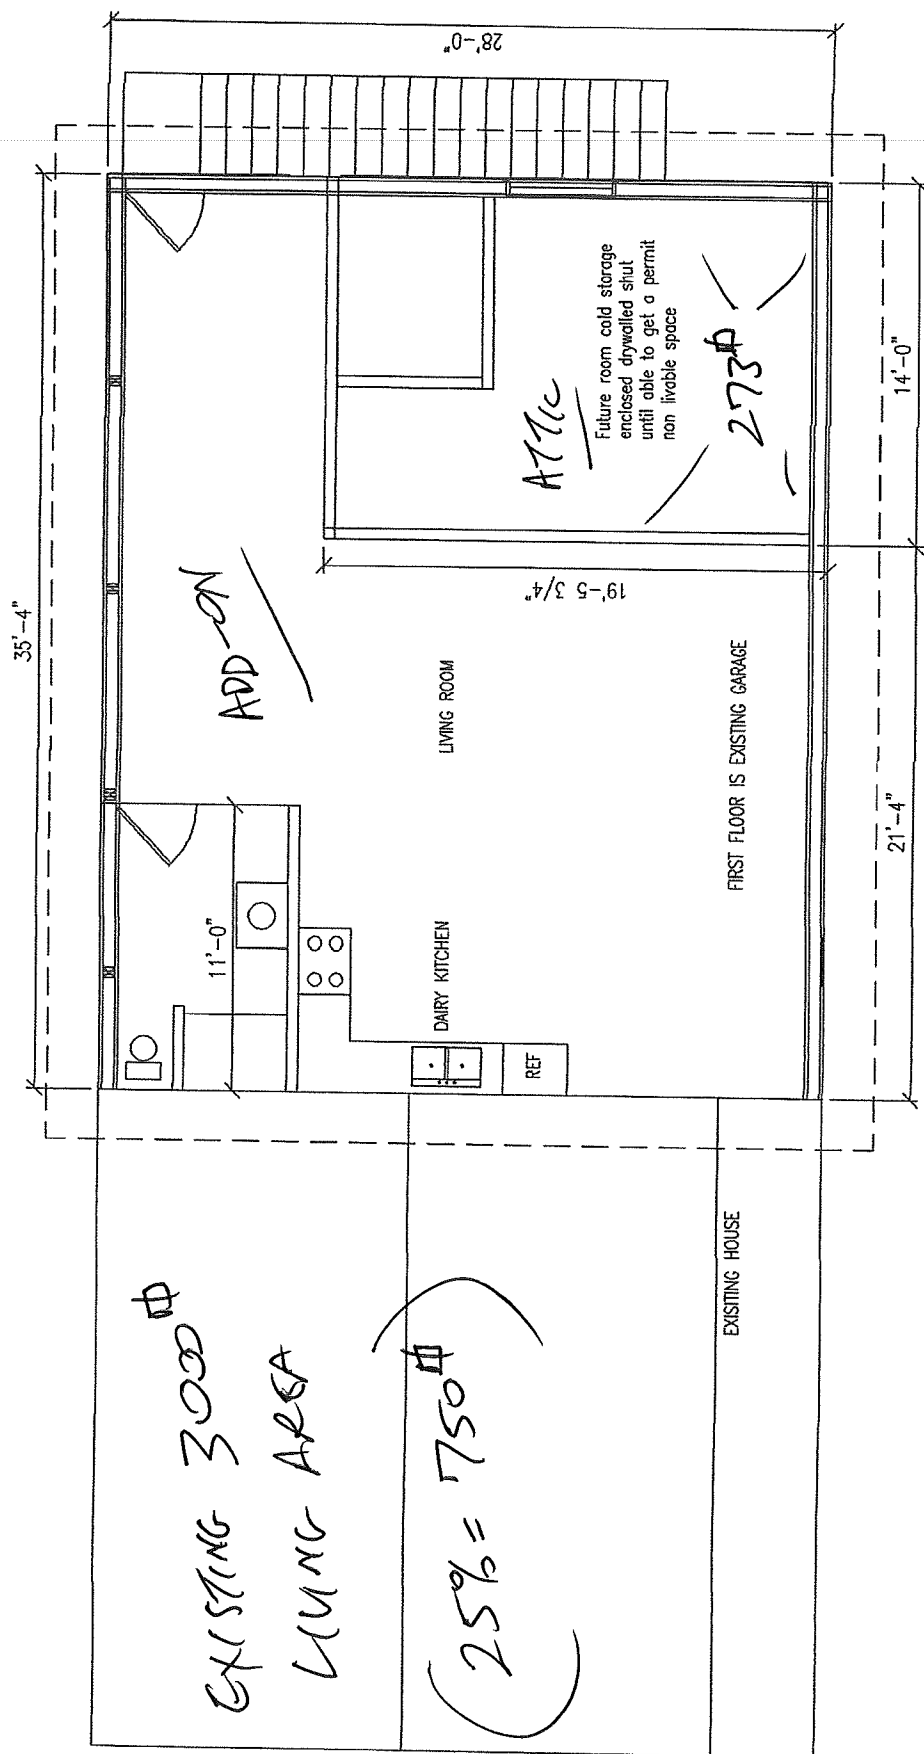 EXISTING 3000⏍
LIVING AREA
(25% = 750⏍)
EXISITING HOUSE
35'-4"
11'-0"
ADD-ON
DAIRY KITCHEN
REF
LIVING ROOM
FIRST FLOOR IS EXISTING GARAGE
19'-5 3/4"
ATTIC
Future room cold storage
enclosed drywalled shut
until able to get a permit
non livable space
273⏍
28'-0"
21'-4"
14'-0"